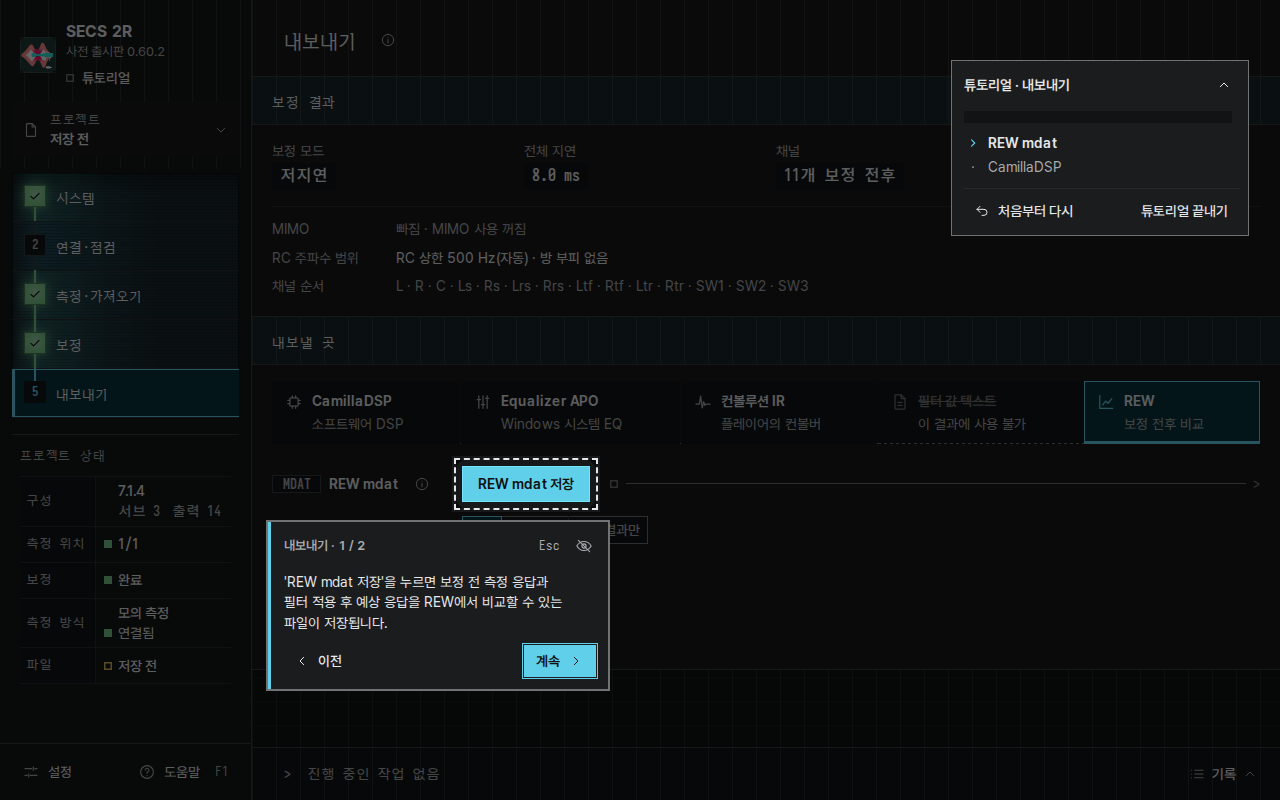 SECS 2R
사전 출시판 0.60.2
튜토리얼
프로젝트
저장 전
시스템
2 연결·점검
측정·가져오기
보정
5 내보내기
프로젝트 상태
구성 7.1.4
서브 3 출력 14
측정 위치 1/1
보정 완료
측정 방식 모의 측정
연결됨
파일 저장 전
설정 도움말 F1
내보내기
보정 결과
보정 모드 전체 지연 채널
저지연 8.0 ms 11개 보정 전후
MIMO 빠짐 · MIMO 사용 꺼짐
RC 주파수 범위 RC 상한 500 Hz(자동) · 방 부피 없음
채널 순서 L · R · C · Ls · Rs · Lrs · Rrs · Ltf · Rtf · Ltr · Rtr · SW1 · SW2 · SW3
내보낼 곳
CamillaDSP
소프트웨어 DSP
Equalizer APO
Windows 시스템 EQ
컨볼루션 IR
플레이어의 컨볼버
필터 값 텍스트
이 결과에 사용 불가
REW
보정 전후 비교
MDAT REW mdat REW mdat 저장
결과만
내보내기 · 1 / 2 Esc
'REW mdat 저장'을 누르면 보정 전 측정 응답과
필터 적용 후 예상 응답을 REW에서 비교할 수 있는
파일이 저장됩니다.
이전 계속
튜토리얼 · 내보내기
REW mdat
CamillaDSP
처음부터 다시 튜토리얼 끝내기
> 진행 중인 작업 없음
기록